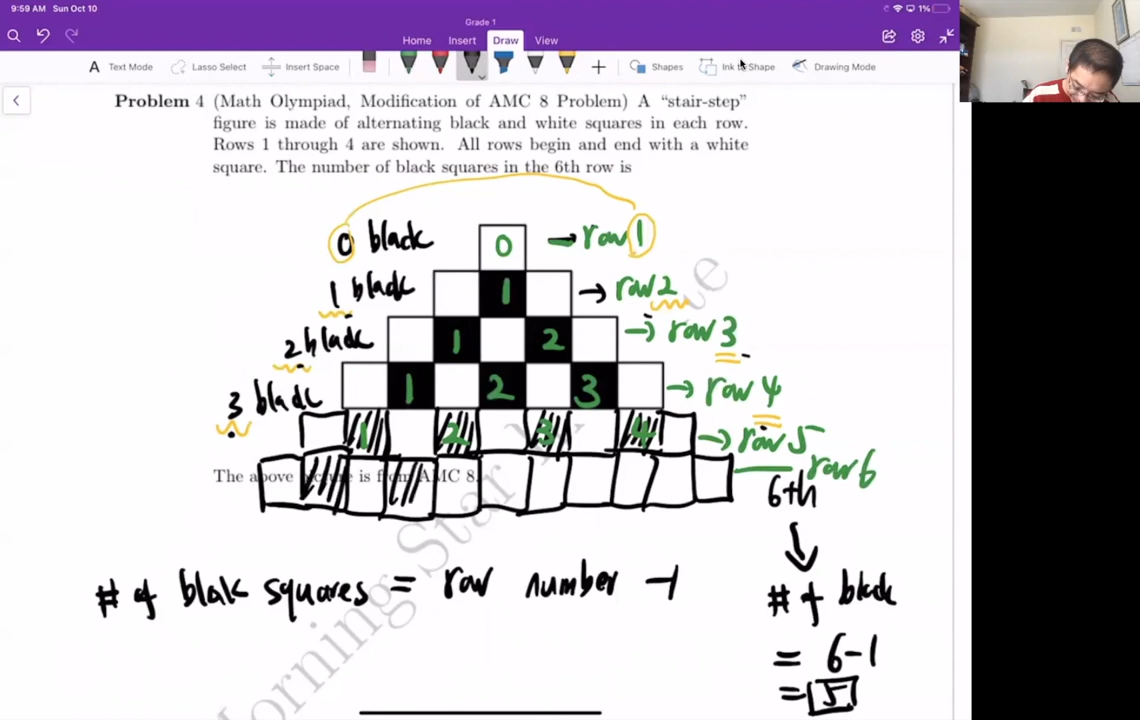 9:59 AM Sun Oct 10
1%
Grade 1
Home Insert Draw View
A Text Mode Lasso Select Insert Space Shapes Ink to Shape Drawing Mode
Problem 4 (Math Olympiad, Modification of AMC 8 Problem) A “stair-step”
figure is made of alternating black and white squares in each row.
Rows 1 through 4 are shown. All rows begin and end with a white
square. The number of black squares in the 6th row is
0 black 0 → row 1
1 black 1 → row 2
2 black 1 2 → row 3
3 black 1 2 3 → row 4
1 2 3 4 → row 5
row 6
The above is from AMC 8.
6th
# of blak squares = row number -1
# of black
= 6-1
= 5
Morning Star